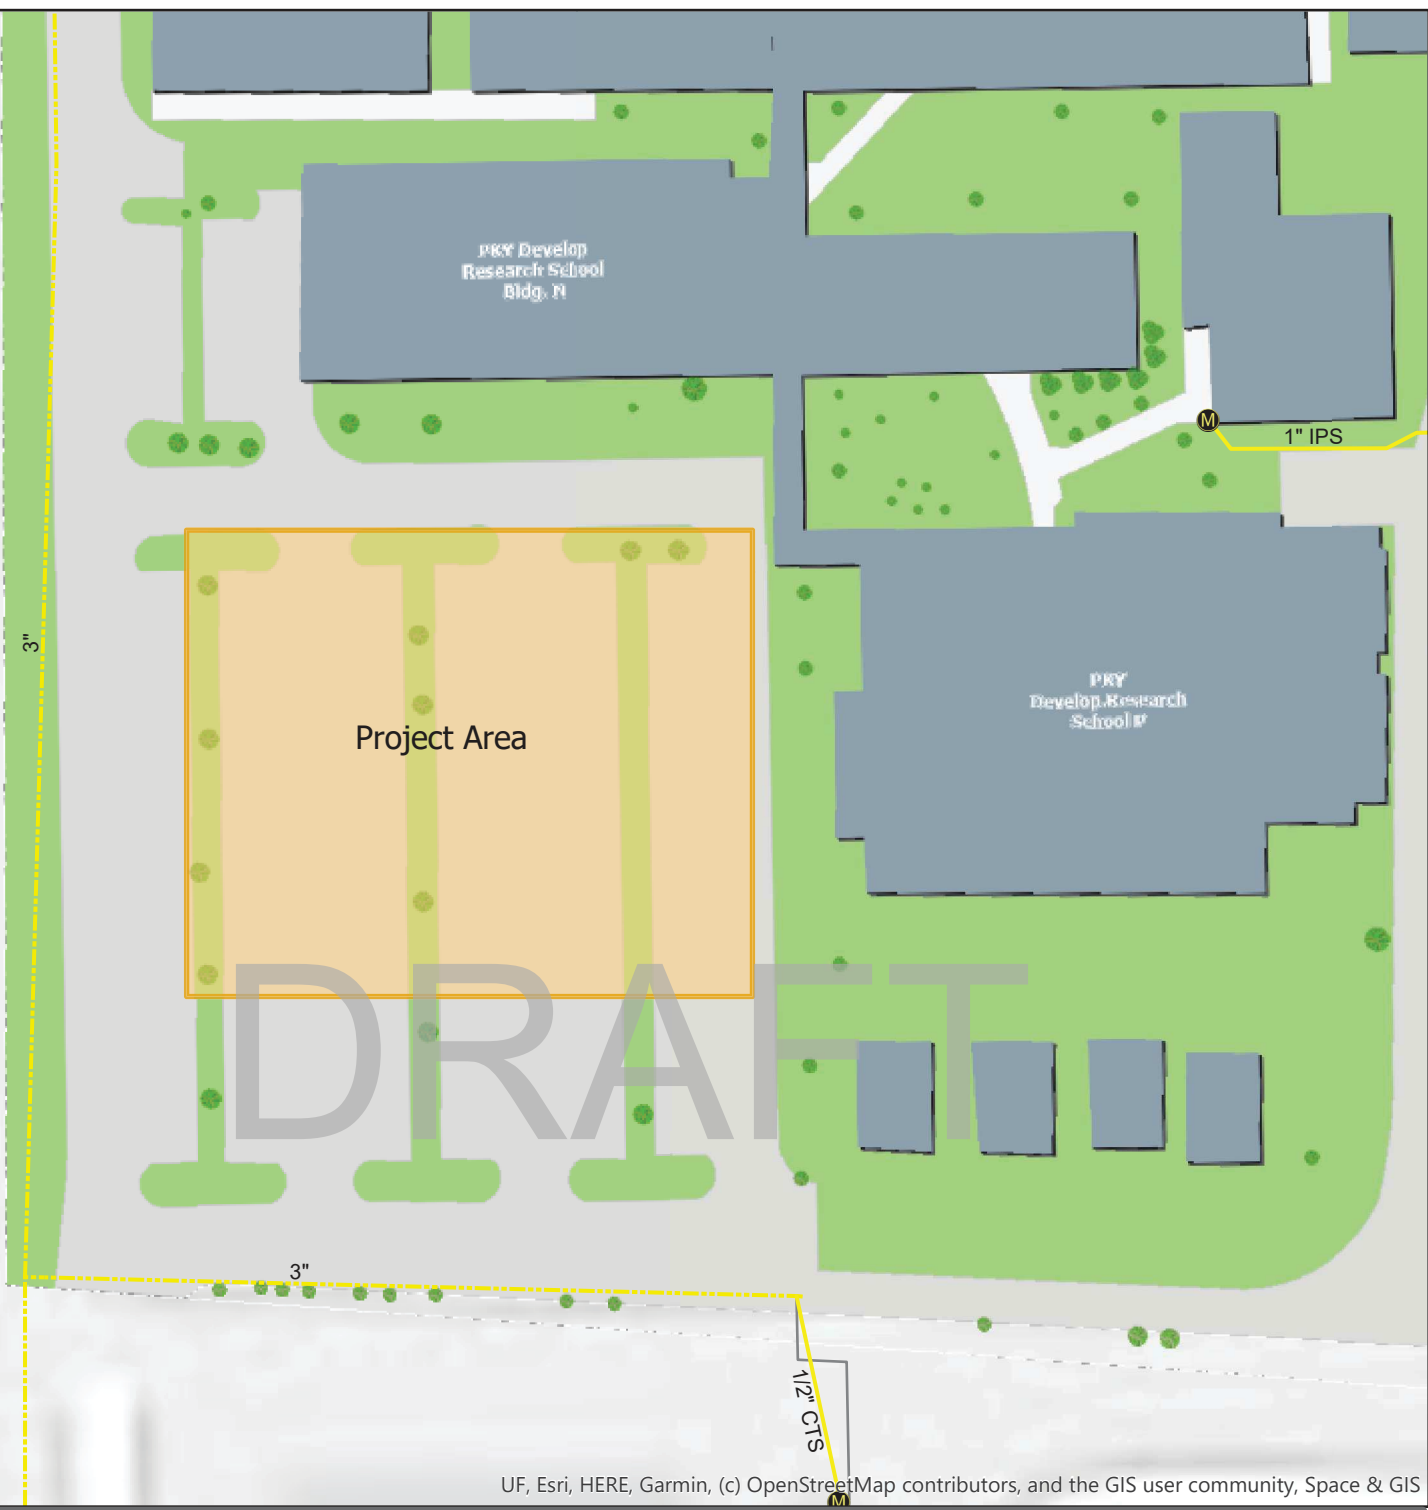 PKY Develop
Research School
Bldg. N
M
1" IPS
3"
PKY
Develop Research
School
Project Area
DRAFT
3"
1/2" CTS
UF, Esri, HERE, Garmin, (c) OpenStreetMap contributors, and the GIS user community, Space & GIS
M